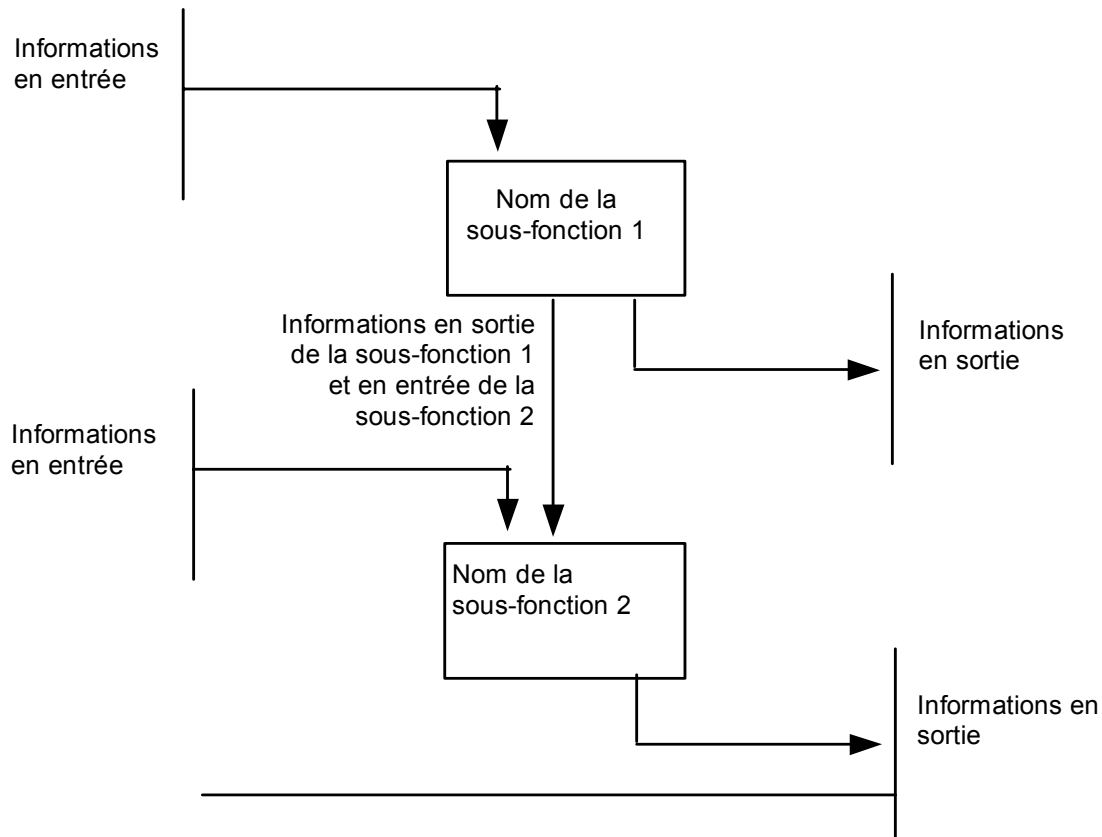 Informations
en entrée
Nom de la
sous-fonction 1
Informations en sortie
de la sous-fonction 1
et en entrée de la
sous-fonction 2
Informations
en sortie
Informations
en entrée
Nom de la
sous-fonction 2
Informations en
sortie